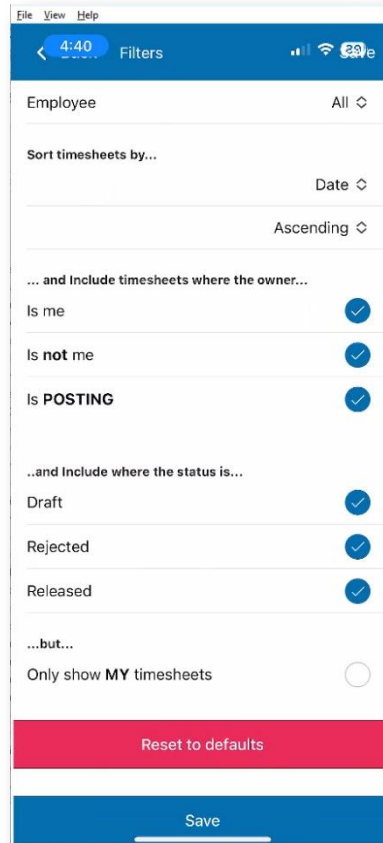 File View Help
4:40
Filters
Employee All
Sort timesheets by...
Date
Ascending
... and Include timesheets where the owner...
Is me
Is not me
Is POSTING
..and Include where the status is...
Draft
Rejected
Released
...but...
Only show MY timesheets
Reset to defaults
Save